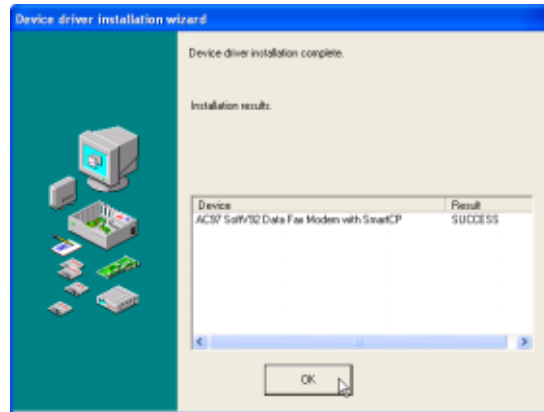 Device driver installation wizard
Device driver installation complete.
Installation results.
Device Result
AC97 SoftV92 Data Fax Modem with SmartCP SUCCESS
OK